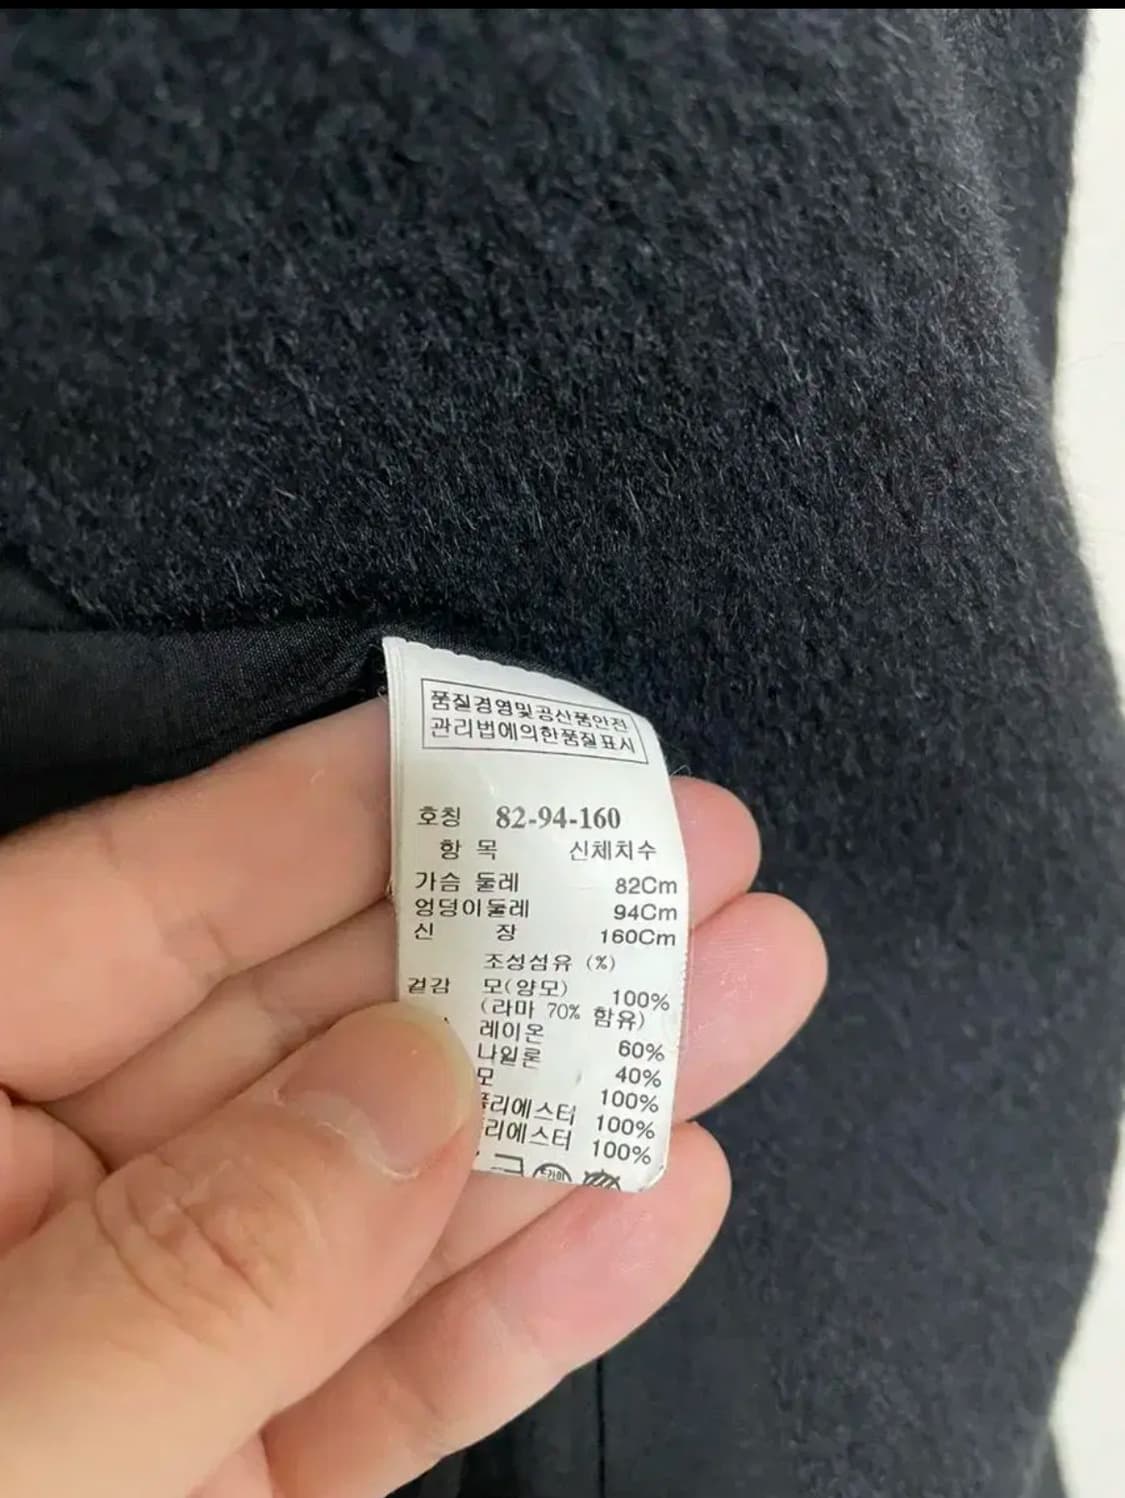 품질경영및공산품안전
관리법에의한품질표시
호칭 82-94-160
항 목 신체치수
가슴 둘레 82Cm
엉덩이둘레 94Cm
신 장 160Cm
조성섬유 (%)
겉감 모(양모) 100%
(라마 70% 함유)
레이온 60%
나일론 40%
모 100%
폴리에스터 100%
폴리에스터 100%